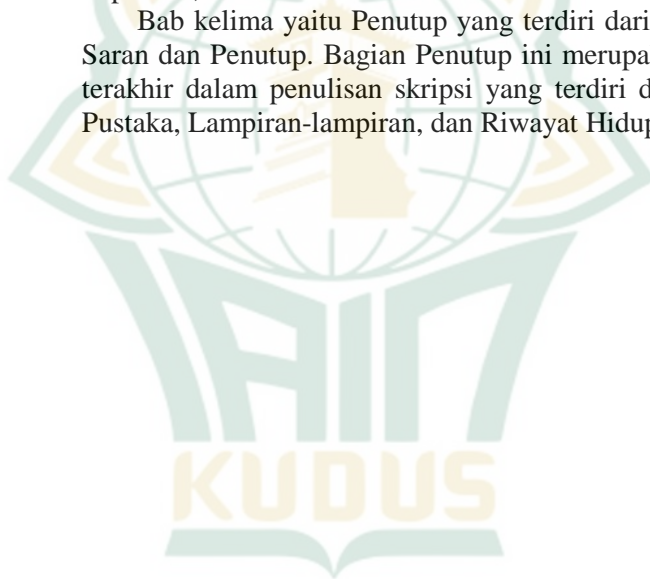 Bab kelima yaitu Penutup yang terdiri dari
Saran dan Penutup. Bagian Penutup ini merupa
terakhir dalam penulisan skripsi yang terdiri d
Pustaka, Lampiran-lampiran, dan Riwayat Hidup
IAIN
KUDUS